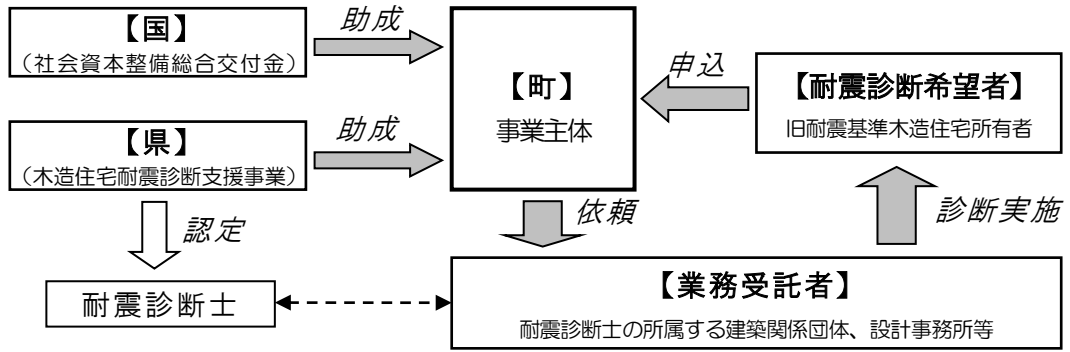 【国】
（社会資本整備総合交付金）
助成
【県】
（木造住宅耐震診断支援事業）
助成
【町】
事業主体
申込
【耐震診断希望者】
旧耐震基準木造住宅所有者
認定
依頼
診断実施
耐震診断士
【業務受託者】
耐震診断士の所属する建築関係団体、設計事務所等